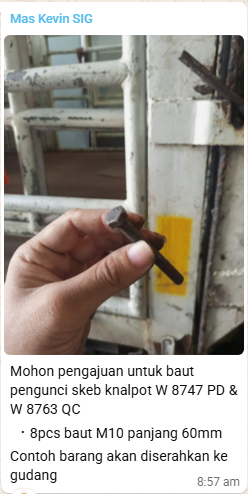 Mas Kevin SIG
Mohon pengajuan untuk baut
pengunci skeb knalpot W 8747 PD &
W 8763 QC
· 8pcs baut M10 panjang 60mm
Contoh barang akan diserahkan ke
gudang
8:57 am